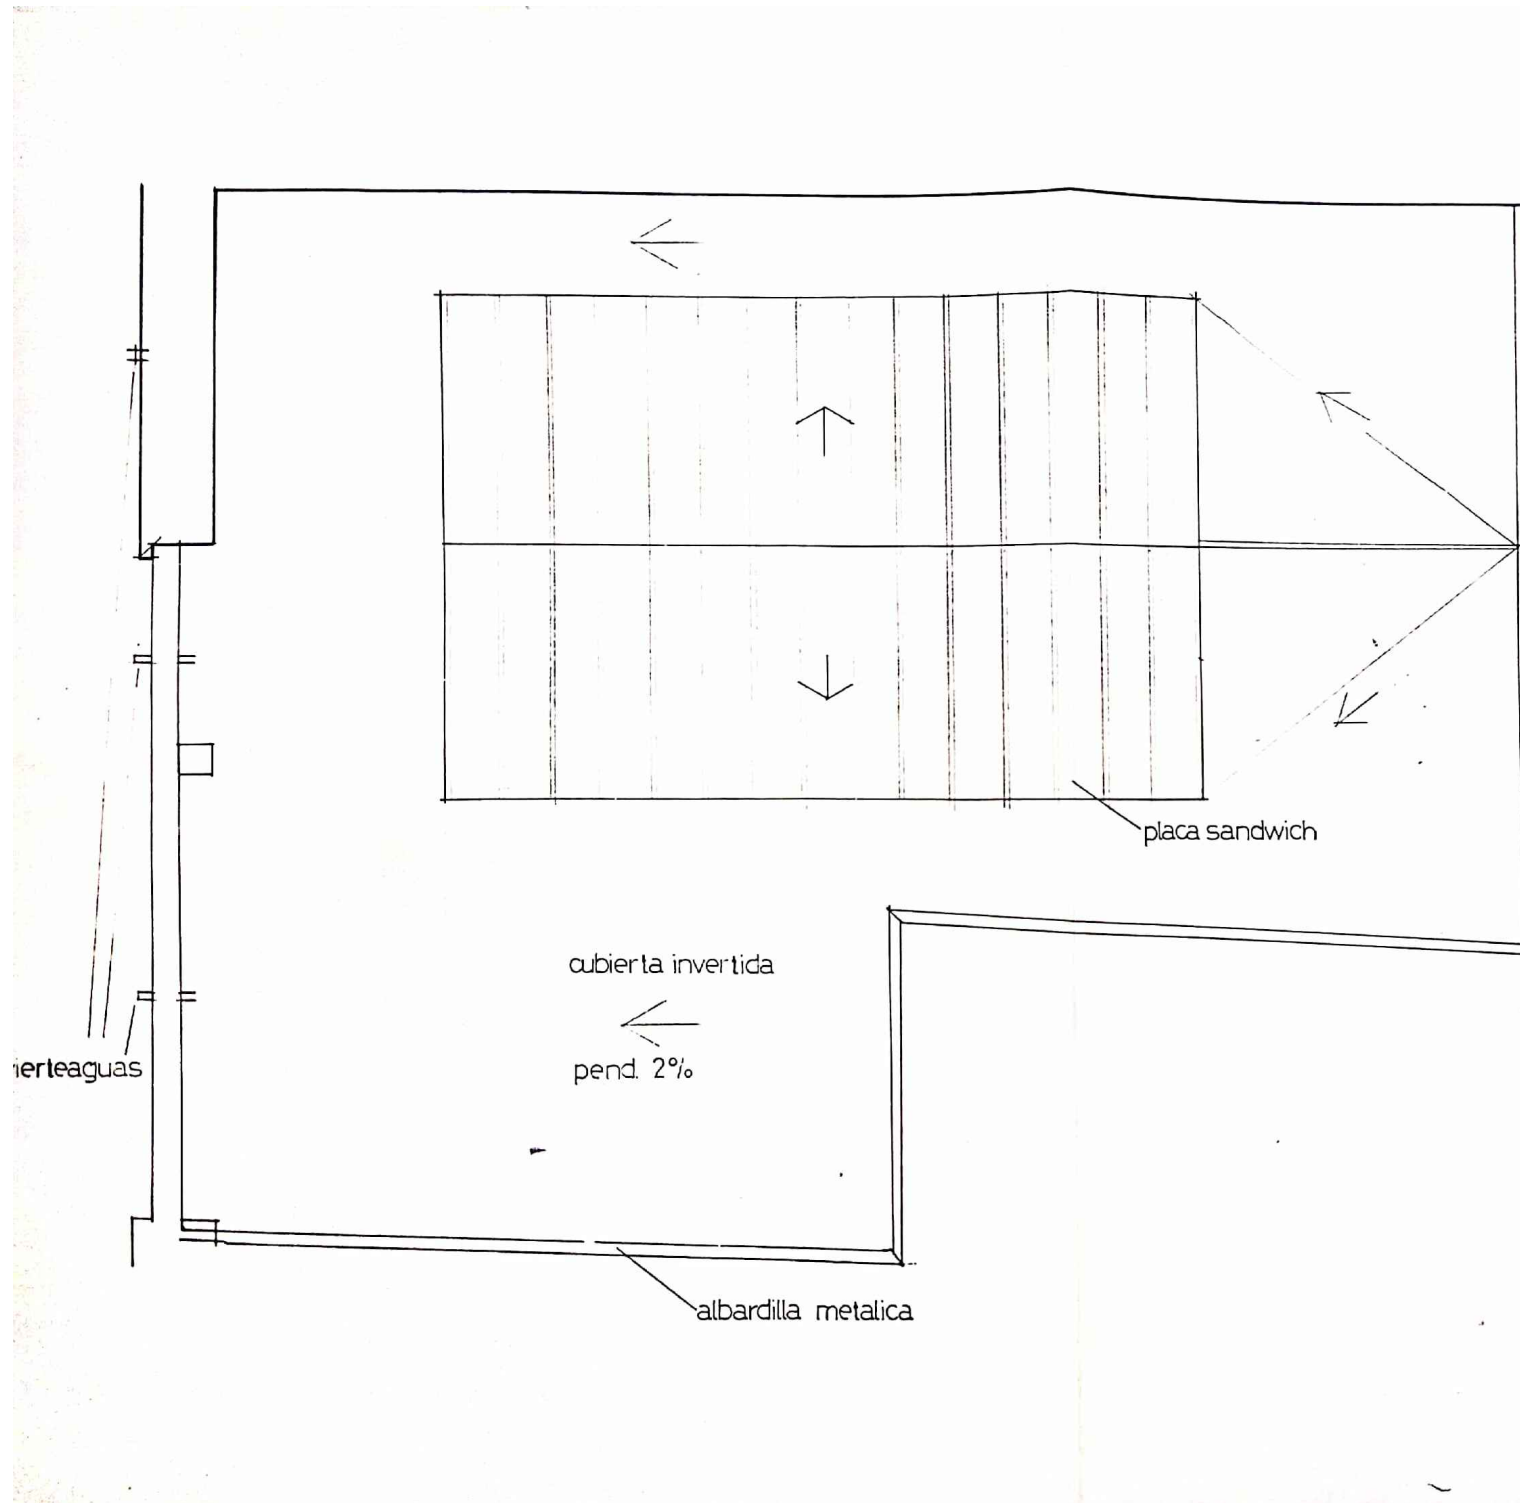 placa sandwich
cubierta invertida
pend. 2%
ierteaguas
albardilla metalica